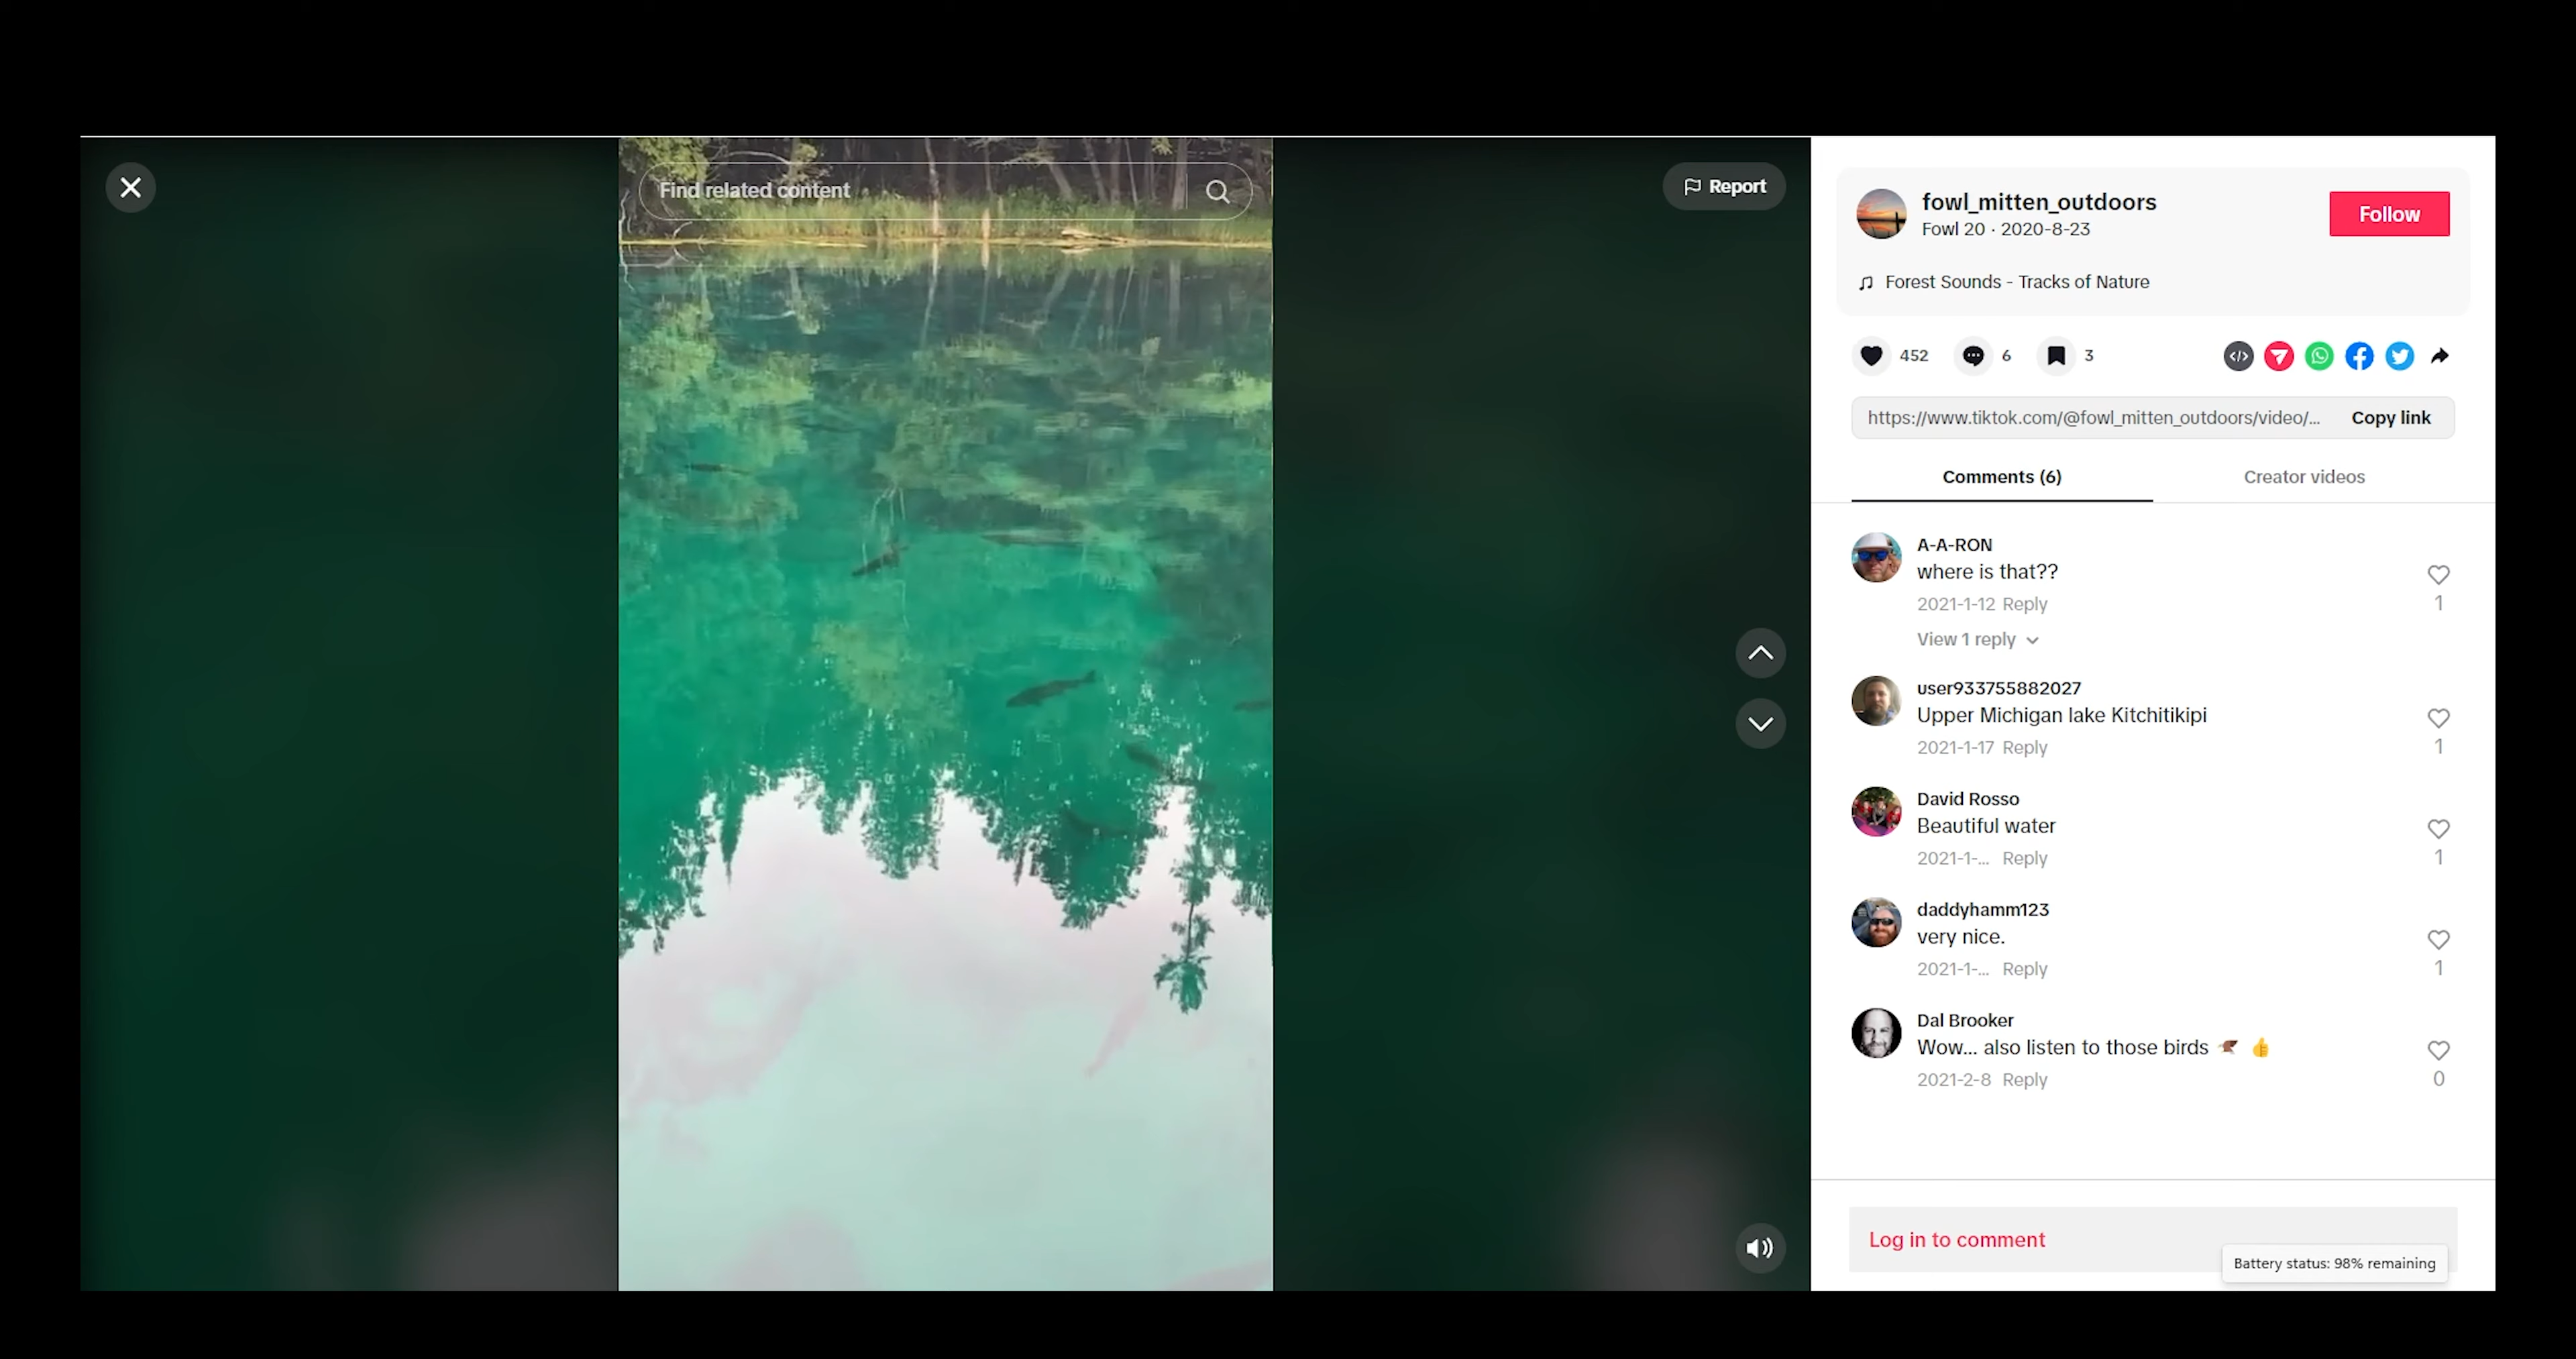 Find related content
Report
fowl_mitten_outdoors
Fowl 20 · 2020-8-23
Follow
Forest Sounds - Tracks of Nature
452
6
3
https://www.tiktok.com/@fowl_mitten_outdoors/video/...
Copy link
Comments (6)
Creator videos
A-A-RON
where is that??
2021-1-12 Reply
1
View 1 reply
user933755882027
Upper Michigan lake Kitchitikipi
2021-1-17 Reply
1
David Rosso
Beautiful water
2021-1-... Reply
1
daddyhamm123
very nice.
2021-1-... Reply
1
Dal Brooker
Wow... also listen to those birds 🦅 👍
2021-2-8 Reply
0
Log in to comment
Battery status: 98% remaining